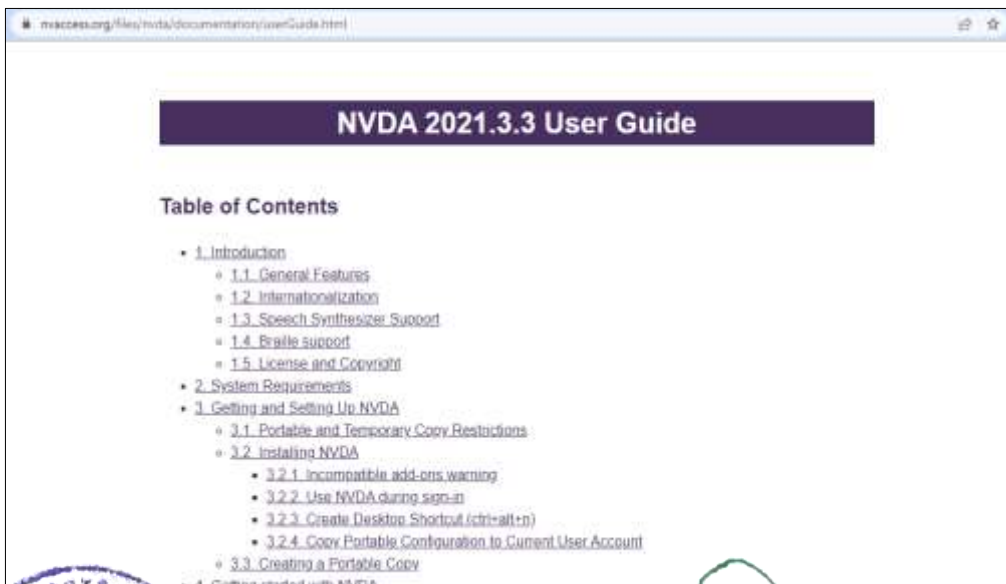 nvaccess.org/files/nvda/documentation/userGuide.html
NVDA 2021.3.3 User Guide
Table of Contents
1. Introduction
1.1. General Features
1.2. Internationalization
1.3. Speech Synthesizer Support
1.4. Braille support
1.5. License and Copyright
2. System Requirements
3. Getting and Setting Up NVDA
3.1. Portable and Temporary Copy Restrictions
3.2. Installing NVDA
3.2.1. Incompatible add-ons warning
3.2.2. Use NVDA during sign-in
3.2.3. Create Desktop Shortcut (ctrl+alt+n)
3.2.4. Copy Portable Configuration to Current User Account
3.3. Creating a Portable Copy
4. Getting started with NVDA